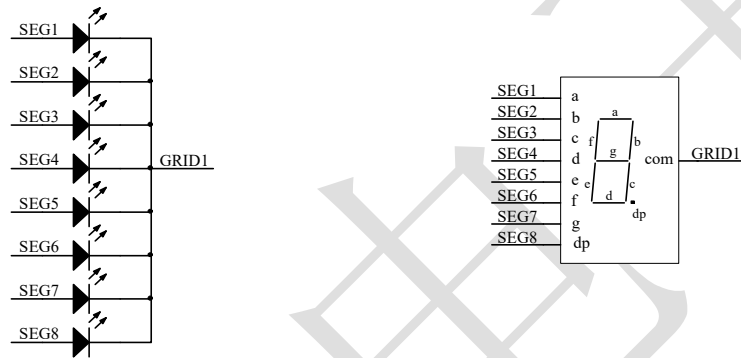 SEG1
SEG2
SEG3
SEG4
SEG5
SEG6
SEG7
SEG8
GRID1
SEG1 a
SEG2 b
SEG3 c
SEG4 d
SEG5 e
SEG6 f
SEG7 g
SEG8 dp
a
f b
g
e c
d
dp
com GRID1